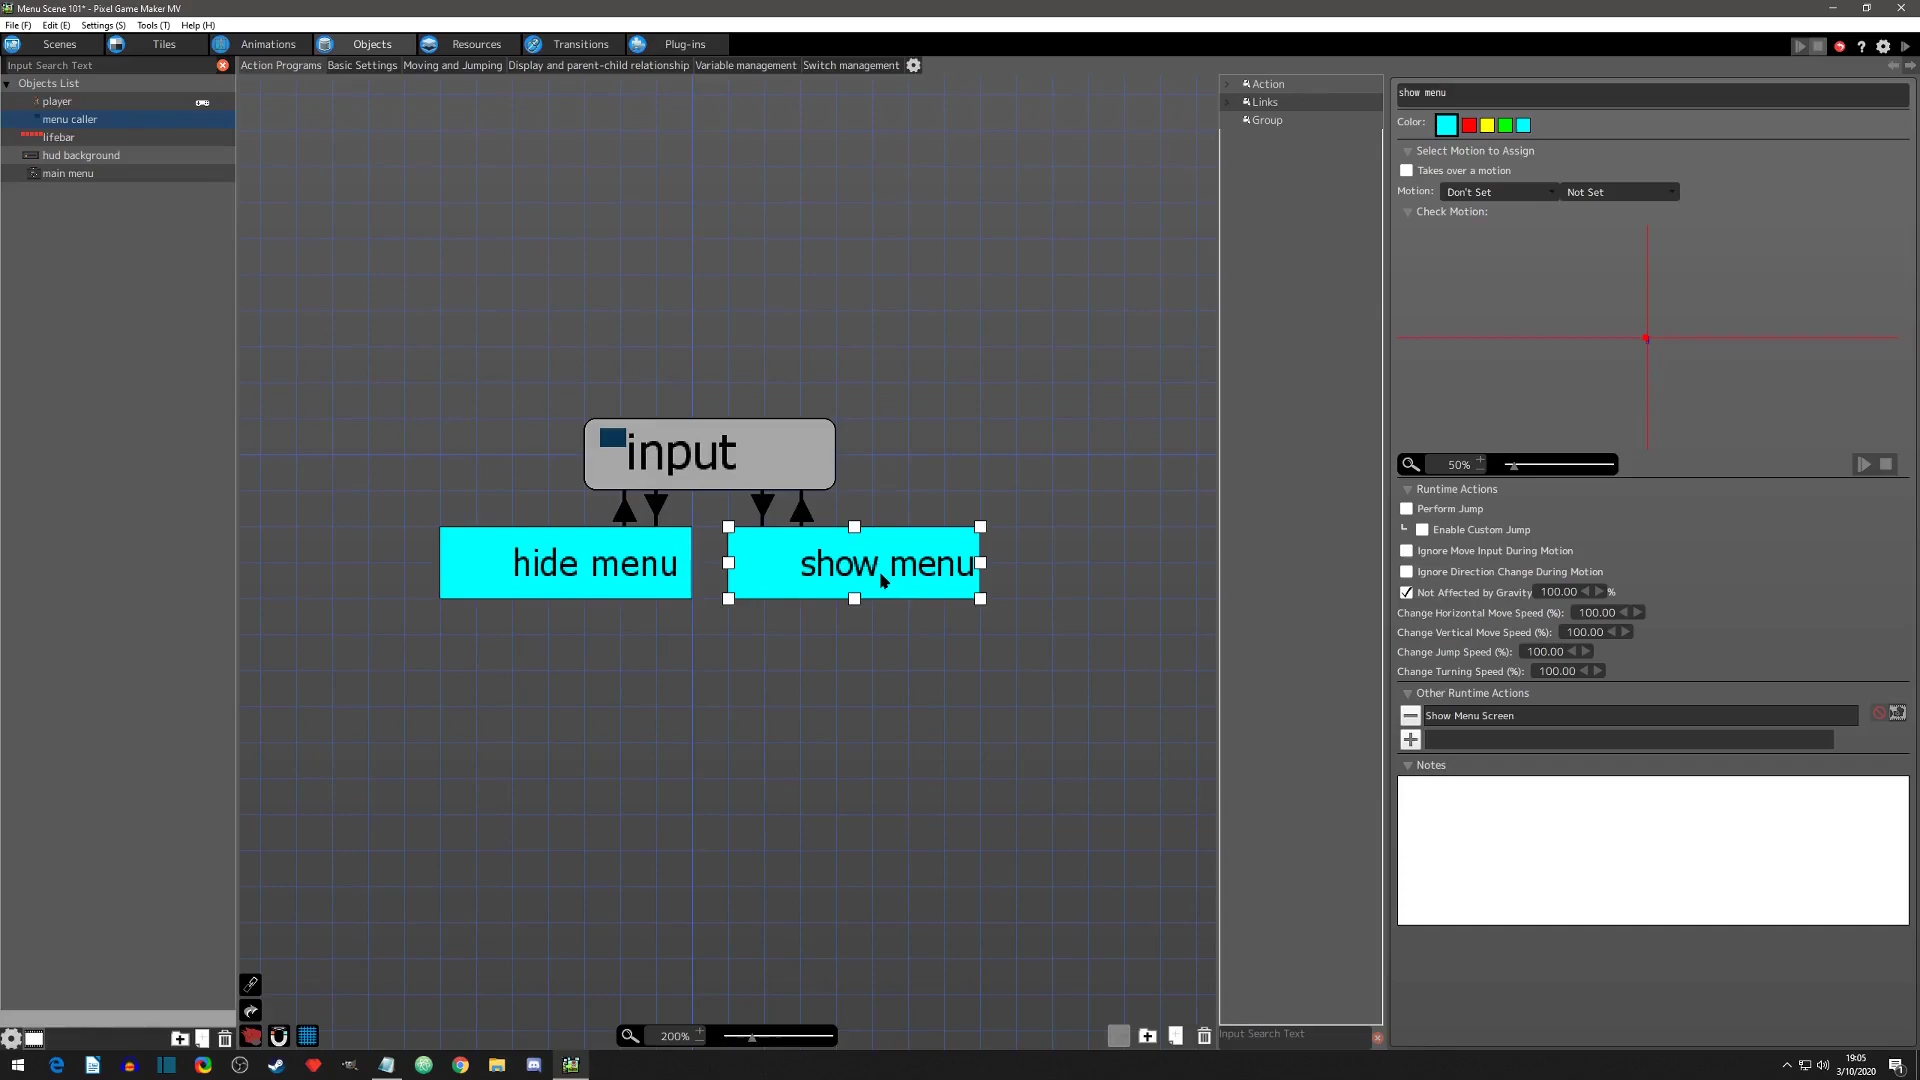 Menu Scene 101* - Pixel Game Maker MV
File (F) Edit (E) Settings (S) Tools (T) Help (H)
Scenes Tiles Animations Objects Resources Transitions Plug-ins
Input Search Text
Action Programs Basic Settings Moving and Jumping Display and parent-child relationship Variable management Switch management
Objects List
player
menu caller
lifebar
hud background
main menu
input
hide menu
show menu
200%
Action
Links
Group
Input Search Text
show menu
Color:
Select Motion to Assign
Takes over a motion
Motion: Don't Set Not Set
Check Motion:
50%
Runtime Actions
Perform Jump
Enable Custom Jump
Ignore Move Input During Motion
Ignore Direction Change During Motion
Not Affected by Gravity 100.00 %
Change Horizontal Move Speed (%): 100.00
Change Vertical Move Speed (%): 100.00
Change Jump Speed (%): 100.00
Change Turning Speed (%): 100.00
Other Runtime Actions
Show Menu Screen
Notes
19:05
3/10/2020